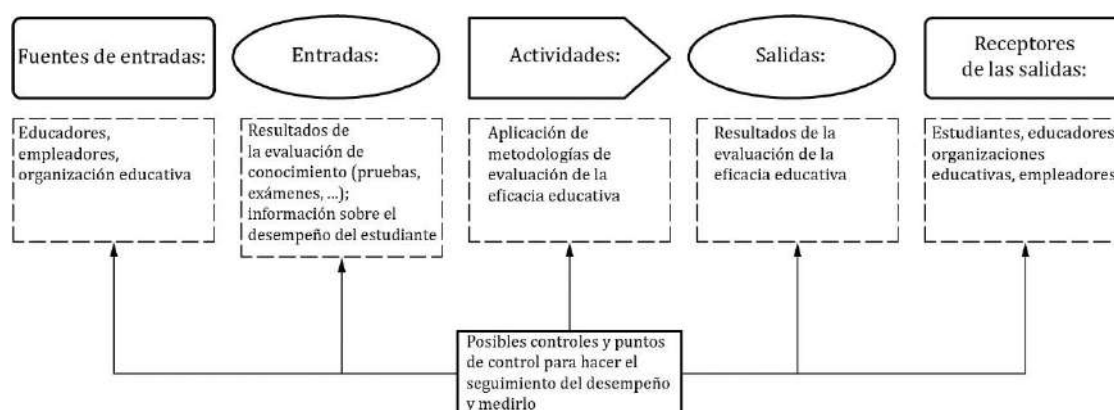 Fuentes de entradas:
Entradas:
Actividades:
Salidas:
Receptores
de las salidas:
Educadores,
empleadores,
organización educativa
Resultados de
la evaluación de
conocimiento (pruebas,
exámenes, ...);
información sobre el
desempeño del estudiante
Aplicación de
metodologías de
evaluación de la
eficacia educativa
Resultados de la
evaluación de la
eficacia educativa
Estudiantes, educadores,
organizaciones
educativas, empleadores
Posibles controles y puntos
de control para hacer el
seguimiento del desempeño
y medirlo